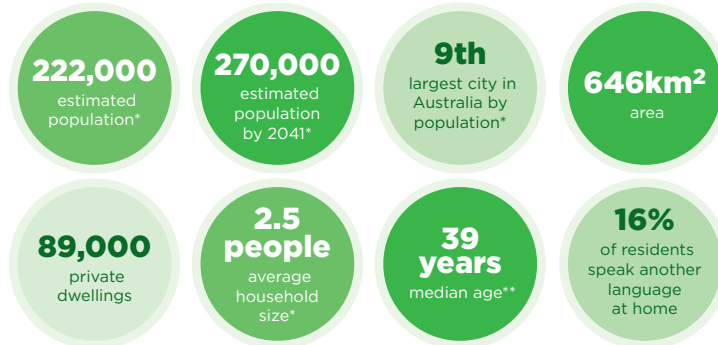 222,000
estimated
population*
270,000
estimated
population
by 2041*
9th
largest city in
Australia by
population*
646km²
area
89,000
private
dwellings
2.5
people
average
household
size*
39
years
median age**
16%
of residents
speak another
language
at home